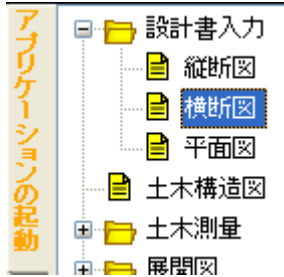 アプリケーションの起動
設計書入力
縦断図
横断図
平面図
土木構造図
土木測量
展開図